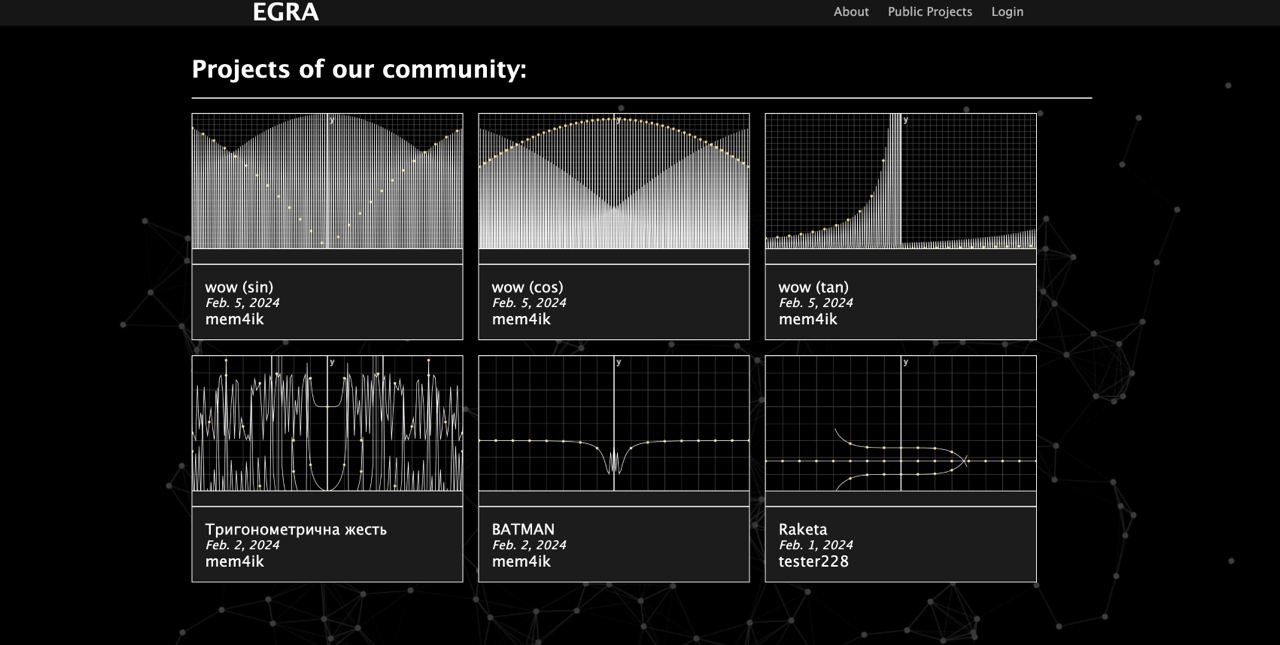 EGRA
About Public Projects Login
Projects of our community:
y
y
y
wow (sin)
Feb. 5, 2024
mem4ik
wow (cos)
Feb. 5, 2024
mem4ik
wow (tan)
Feb. 5, 2024
mem4ik
y
y
y
Тригонометрична жесть
Feb. 2, 2024
mem4ik
BATMAN
Feb. 2, 2024
mem4ik
Raketa
Feb. 1, 2024
tester228